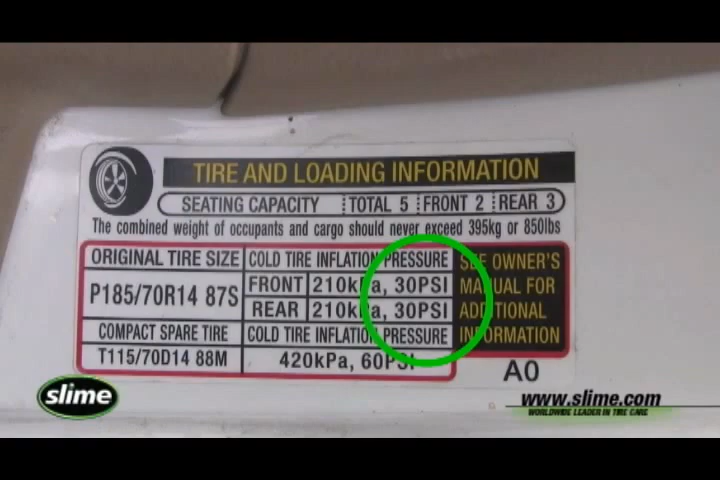 TIRE AND LOADING INFORMATION
SEATING CAPACITY TOTAL 5 FRONT 2 REAR 3
The combined weight of occupants and cargo should never exceed 395kg or 850lbs
ORIGINAL TIRE SIZE COLD TIRE INFLATION PRESSURE
P185/70R14 87S
FRONT 210kPa, 30PSI
REAR 210kPa, 30PSI
COMPACT SPARE TIRE COLD TIRE INFLATION PRESSURE
T115/70D14 88M 420kPa, 60PSI
SEE OWNER'S
MANUAL FOR
ADDITIONAL
INFORMATION
A0
slime
www.slime.com
WORLDWIDE LEADER IN TIRE CARE